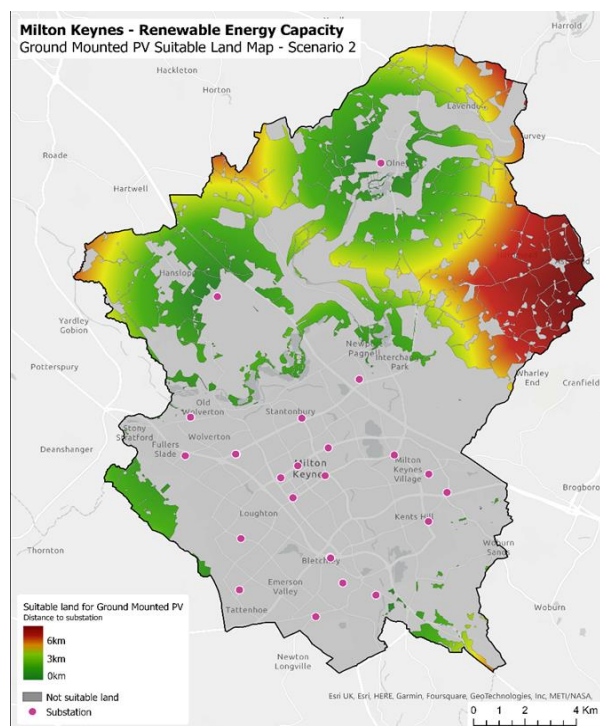 Milton Keynes - Renewable Energy Capacity
Ground Mounted PV Suitable Land Map - Scenario 2
Hackleton
Horton
Lavendon
Roade
Hartwell
Hanslope
Yardley
Gobion
Newport
Pagnell
Interchange
Park
Potterspury
Wharley
End
Cranfield
Old
Wolverton
Stantonbury
Stony
Stratford
Wolverton
Deanshanger
Fullers
Slade
Milton
Keynes
Milton
Keynes
Village
Brogboro
Loughton
Kents Hill
Thornton
Woburn
Sands
Bletchley
Emerson
Valley
Tattenhoe
Woburn
Newton
Longville
Suitable land for Ground Mounted PV
Distance to substation
6km
3km
0km
Not suitable land
Substation
Esri UK, Esri, HERE, Garmin, Foursquare, GeoTechnologies, Inc, METI/NASA,
0 1 2 4 Km